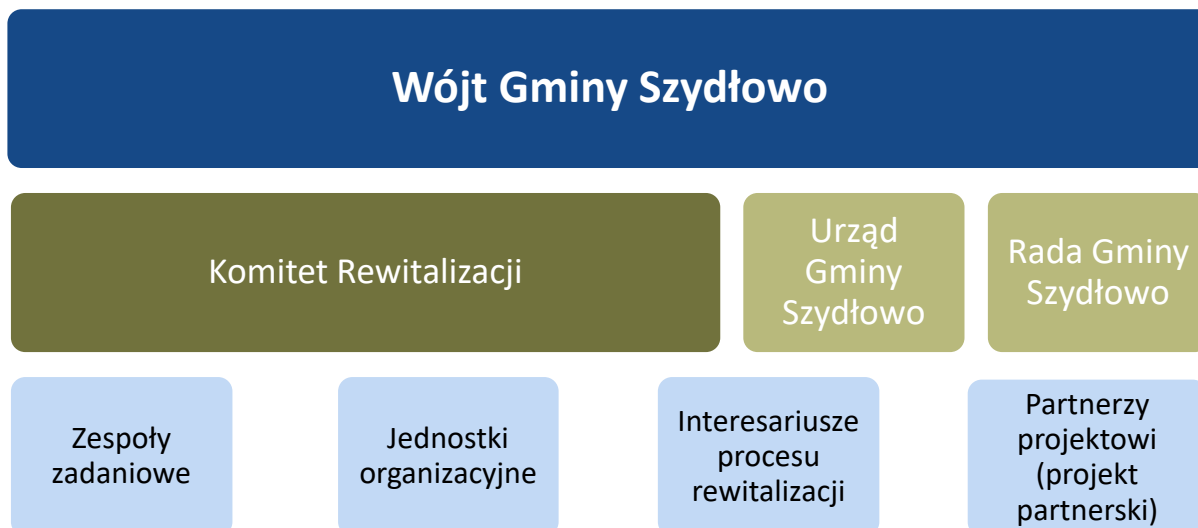 Wójt Gminy Szydłowo
Komitet Rewitalizacji
Urząd
Gminy
Szydłowo
Rada Gminy
Szydłowo
Zespoły
zadaniowe
Jednostki
organizacyjne
Interesariusze
procesu
rewitalizacji
Partnerzy
projektowi
(projekt
partnerski)